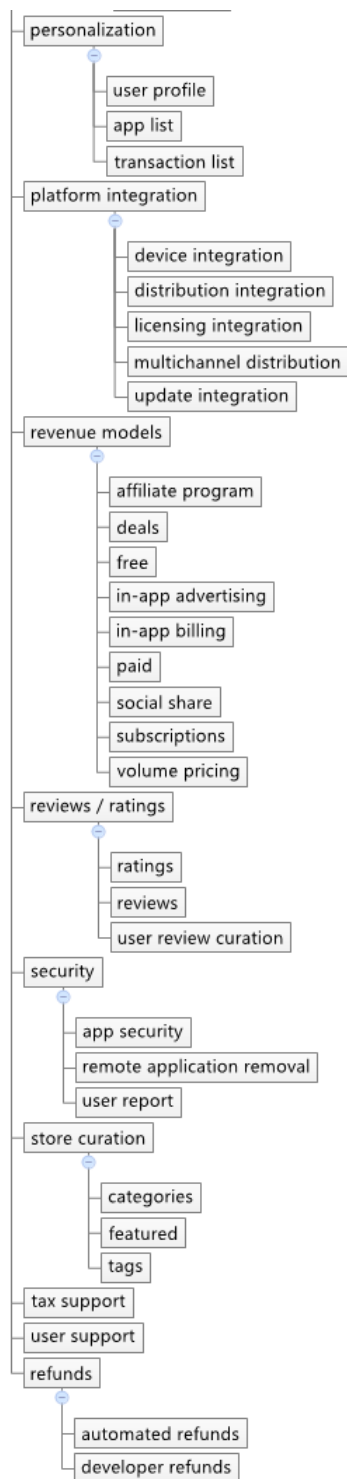 personalization
user profile
app list
transaction list
platform integration
device integration
distribution integration
licensing integration
multichannel distribution
update integration
revenue models
affiliate program
deals
free
in-app advertising
in-app billing
paid
social share
subscriptions
volume pricing
reviews / ratings
ratings
reviews
user review curation
security
app security
remote application removal
user report
store curation
categories
featured
tags
tax support
user support
refunds
automated refunds
developer refunds